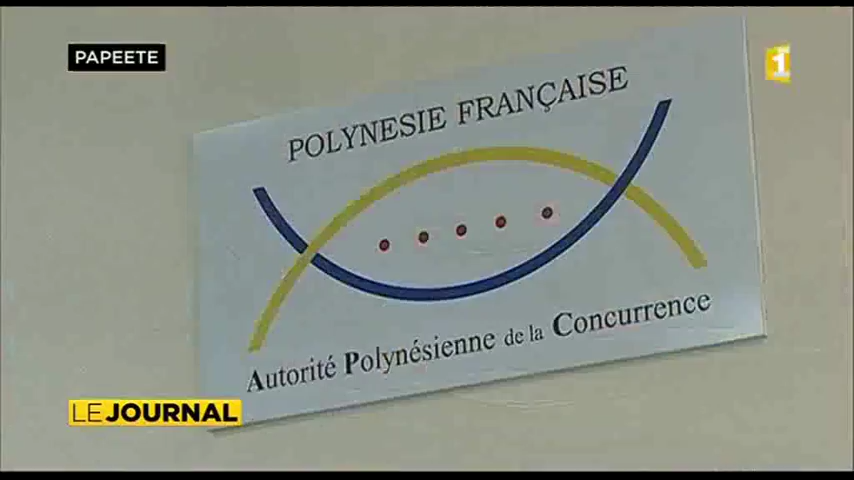 PAPEETE
1
POLYNESIE FRANÇAISE
Autorité Polynésienne de la Concurrence
LE JOURNAL